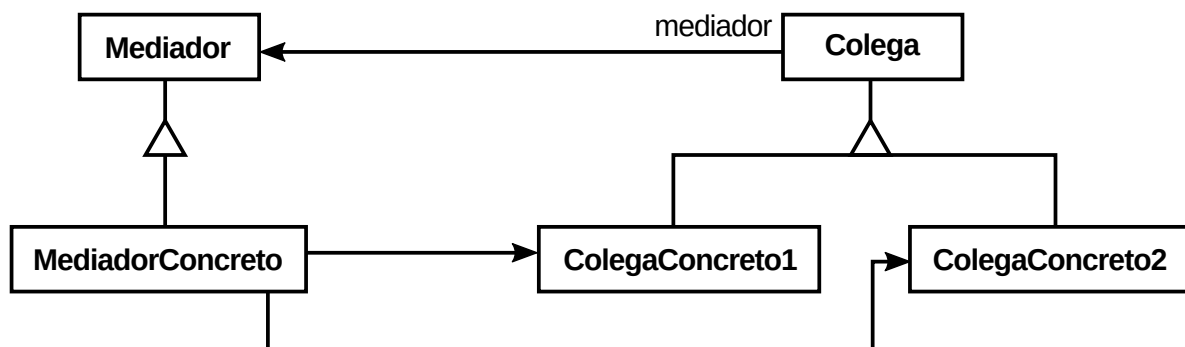 mediador
Mediador
Colega
MediadorConcreto
ColegaConcreto1
ColegaConcreto2